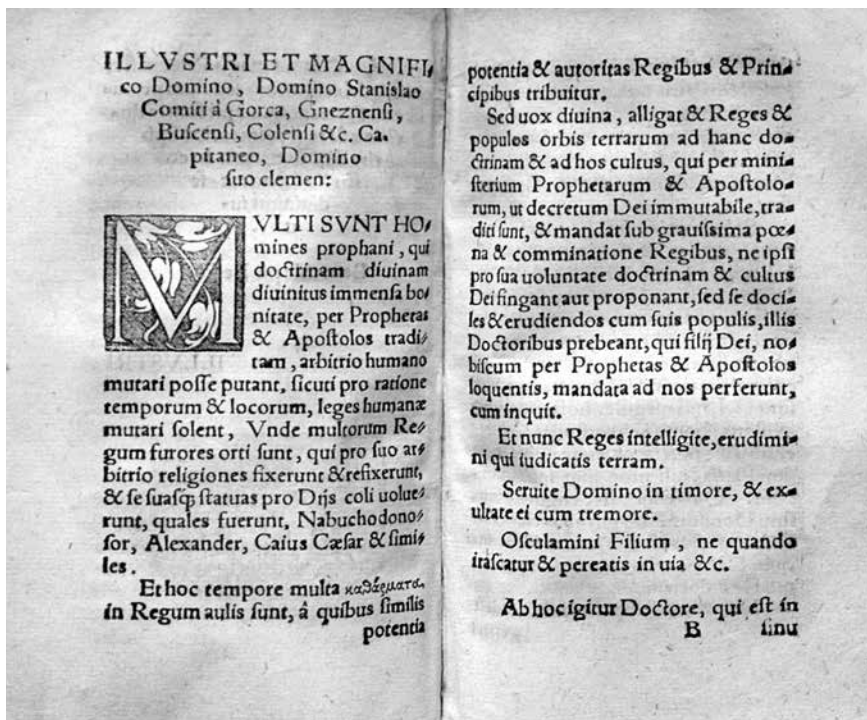 ILLVSTRI ET MAGNIFI-
co Domino, Domino Stanislao
Comiti â Gorca, Gneznensi,
Buscensi, Colensi &c. Ca-
pitaneo, Domino
suo clemen:
MVLTI SVNT HO-
mines prophani, qui
doctrinam diuinam
diuinitus immensa bo-
nitate, per Prophetas
& Apostolos tradi-
tam, arbitrio humano
mutari posse putant, sicuti pro ratione
temporum & locorum, leges humanæ
mutari solent, Vnde multorum Re-
gum furores orti sunt, qui pro suo ar-
bitrio religiones fixerunt & refixerunt,
& se suasq; statuas pro Dijs coli uolue-
runt, quales fuerunt, Nabuchodono-
sor, Alexander, Caius Cæsar & simi-
les.
Et hoc tempore multa καθάρματα
in Regum aulis sunt, â quibus similis
potentia
potentia & autoritas Regibus & Prin-
cipibus tribuitur.
Sed uox diuina, alligat & Reges &
populos orbis terrarum ad hanc do-
ctrinam & ad hos cultus, qui per mini-
sterium Prophetarum & Apostolo-
rum, ut decretum Dei immutabile, tra-
diti sunt, & mandat sub grauissima pœ-
na & comminatione Regibus, ne ipsi
pro sua uoluntate doctrinam & cultus
Dei fingant aut proponant, sed se doci-
les & erudiendos cum suis populis, illis
Doctoribus prebeant, qui filij Dei, no-
biscum per Prophetas & Apostolos
loquentis, mandata ad nos perferunt,
cum inquit.
Et nunc Reges intelligite, erudimi-
ni qui iudicatis terram.
Seruite Domino in timore, & ex-
ultate ei cum tremore.
Osculamini Filium, ne quando
irascatur & pereatis in uia &c.
Ab hoc igitur Doctore, qui est in
B sinu